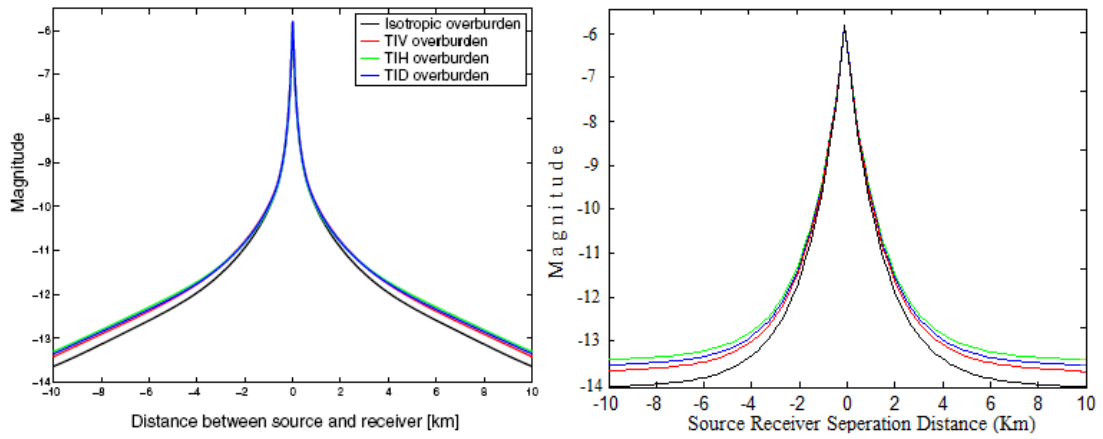 Isotropic overburden
TIV overburden
TIH overburden
TID overburden
Magnitude
-6
-7
-8
-9
-10
-11
-12
-13
-14
-10 -8 -6 -4 -2 0 2 4 6 8 10
Distance between source and receiver [km]
Magnitude
-6
-7
-8
-9
-10
-11
-12
-13
-14
-10 -8 -6 -4 -2 0 2 4 6 8 10
Source Receiver Seperation Distance (Km)